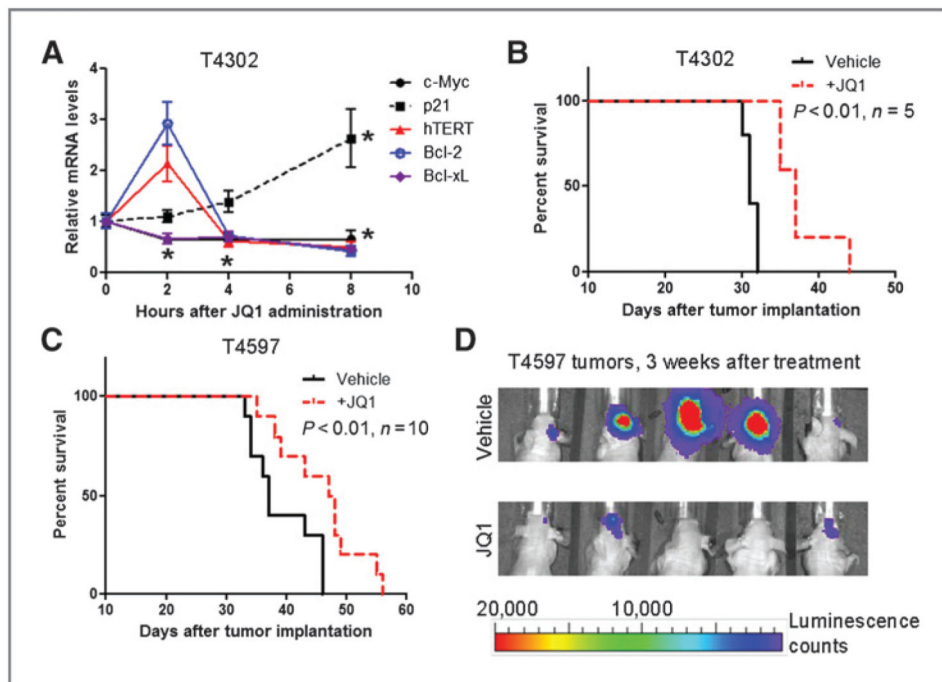 A
T4302
Relative mRNA levels
4
3
2
1
0
0 2 4 6 8 10
Hours after JQ1 administration
c-Myc
p21
hTERT
Bcl-2
Bcl-xL
*
*
*
*
B
T4302
Vehicle
+JQ1
P < 0.01, n = 5
Percent survival
100
50
0
10 20 30 40 50
Days after tumor implantation
C
T4597
Vehicle
+JQ1
P < 0.01, n = 10
Percent survival
100
50
0
10 20 30 40 50 60
Days after tumor implantation
D
T4597 tumors, 3 weeks after treatment
Vehicle
JQ1
20,000 10,000
Luminescence
counts